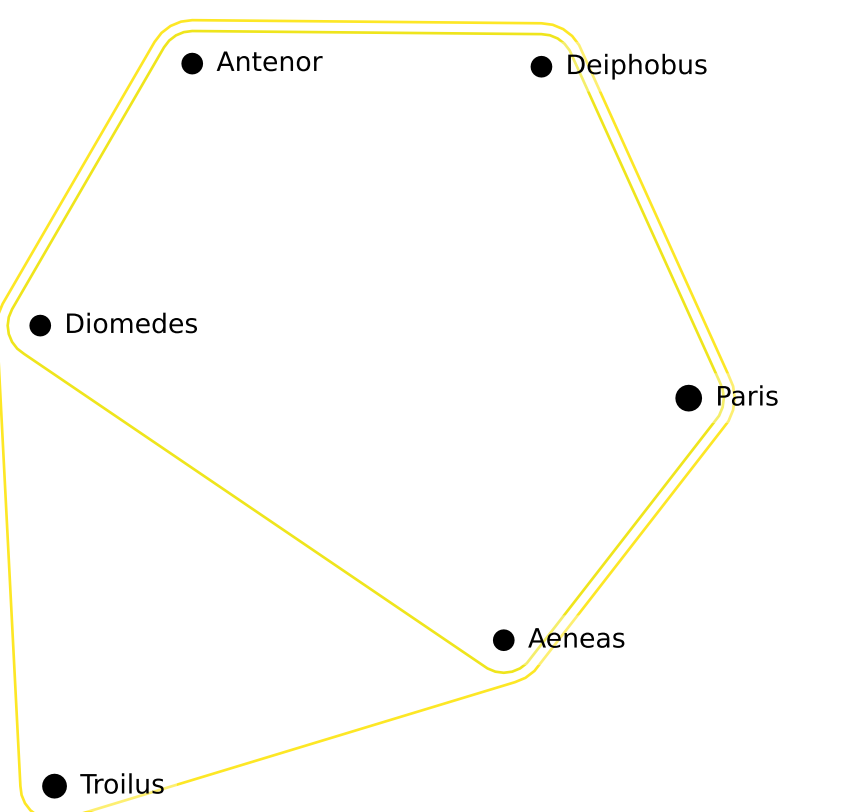 Antenor
Deiphobus
Diomedes
Paris
Aeneas
Troilus